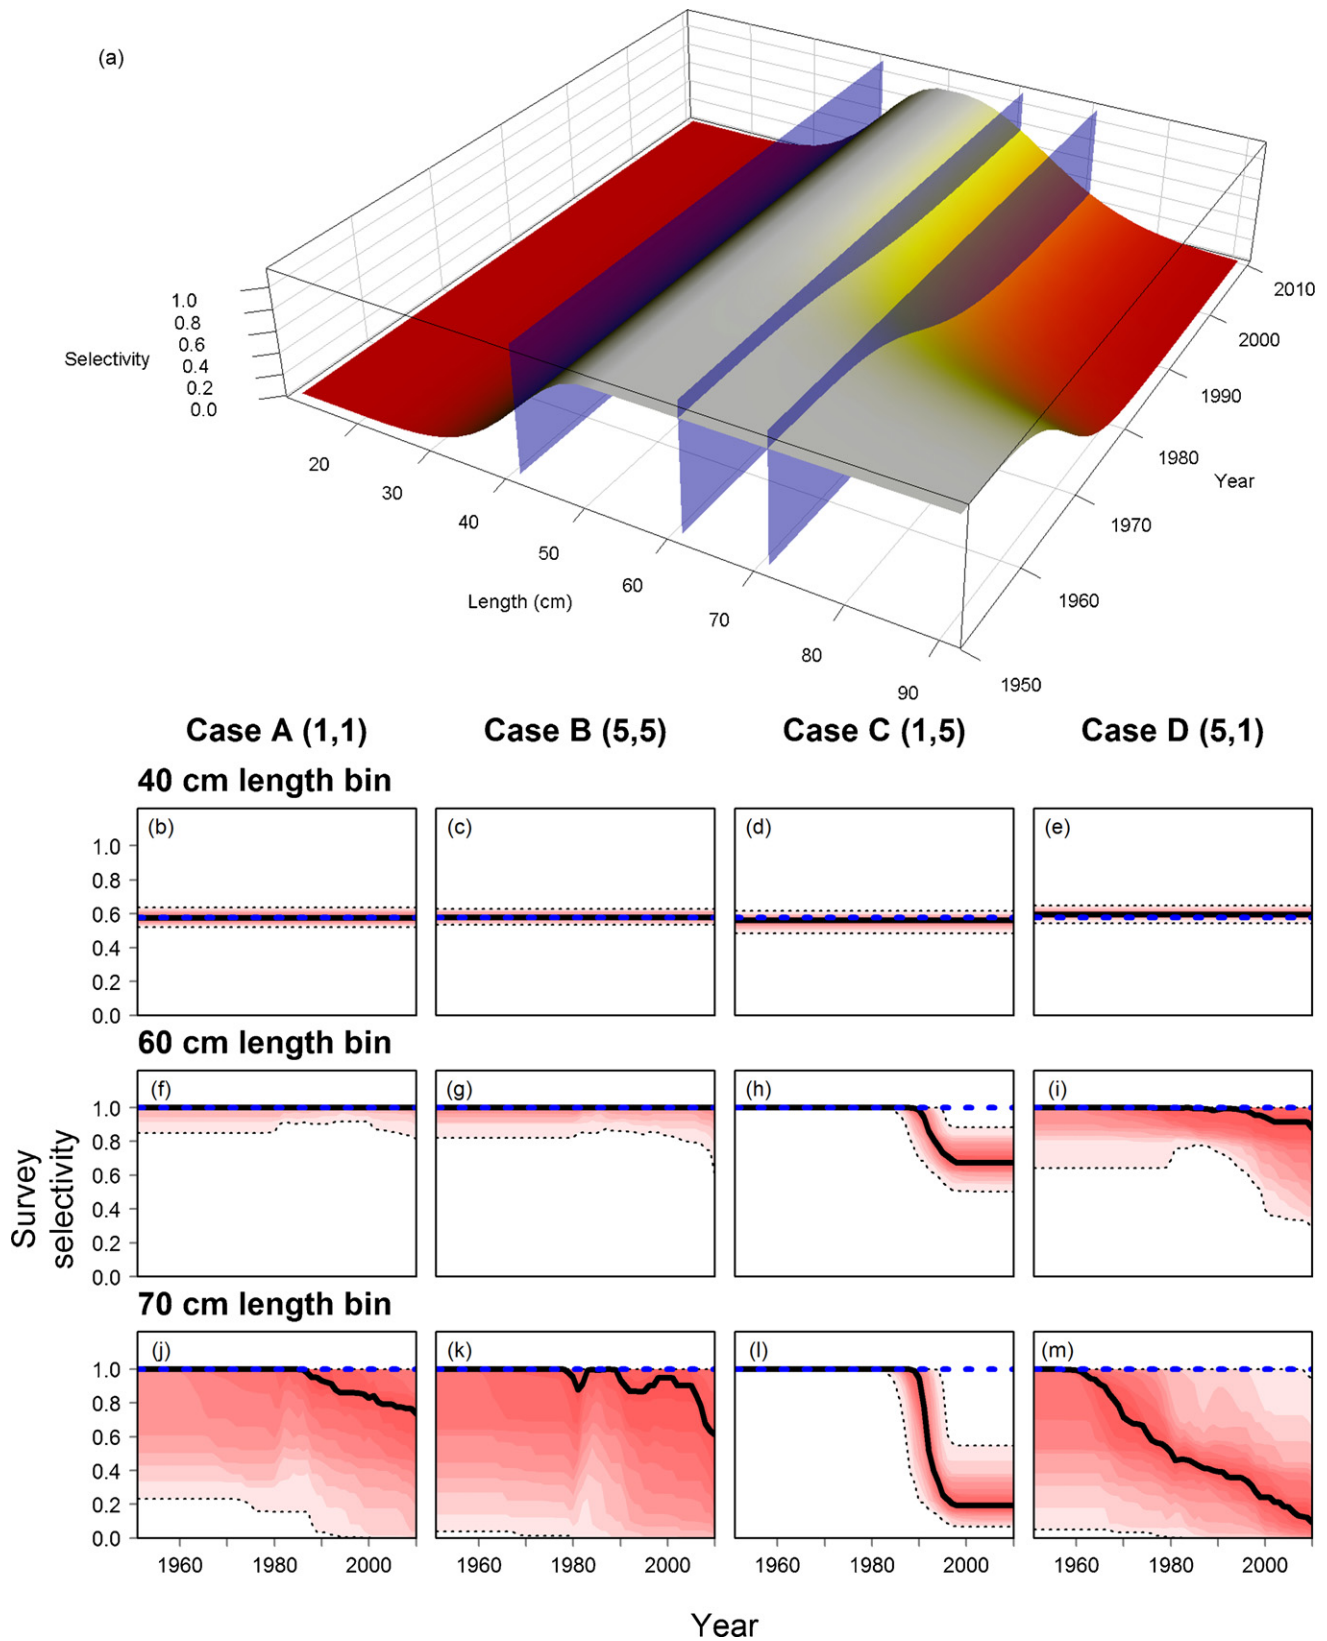 (a)
1.0
0.8
0.6
0.4
0.2
0.0
Selectivity
20
30
40
50
60
70
80
90
Length (cm)
2010
2000
1990
1980
1970
1960
1950
Year
Case A (1,1) Case B (5,5) Case C (1,5) Case D (5,1)
40 cm length bin
(b) (c) (d) (e)
1.0
0.8
0.6
0.4
0.2
0.0
60 cm length bin
(f) (g) (h) (i)
1.0
0.8
0.6
0.4
0.2
0.0
Survey
selectivity
70 cm length bin
(j) (k) (l) (m)
1.0
0.8
0.6
0.4
0.2
0.0
1960 1980 2000 1960 1980 2000 1960 1980 2000 1960 1980 2000
Year